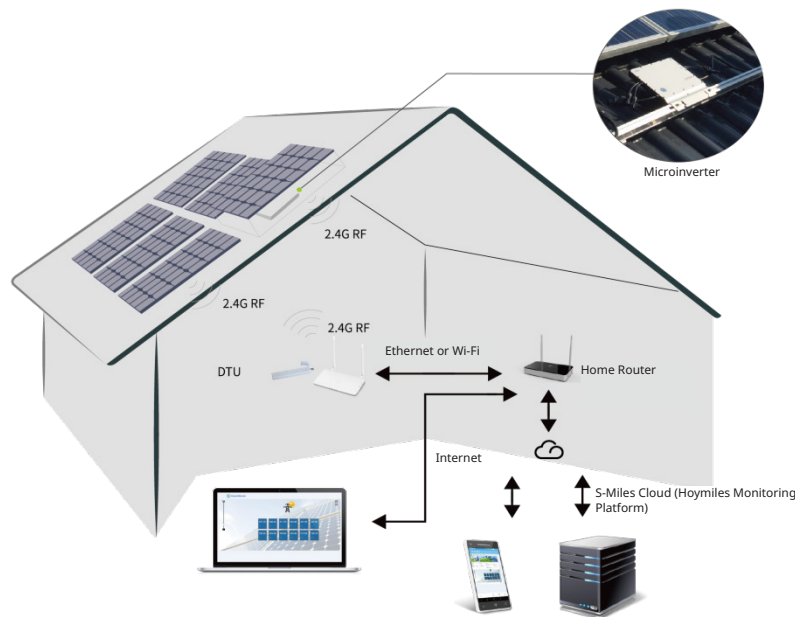 Microinverter
2.4G RF
2.4G RF
2.4G RF
Ethernet or Wi-Fi
DTU
Home Router
Internet
S-Miles Cloud (Hoymiles Monitoring
Platform)